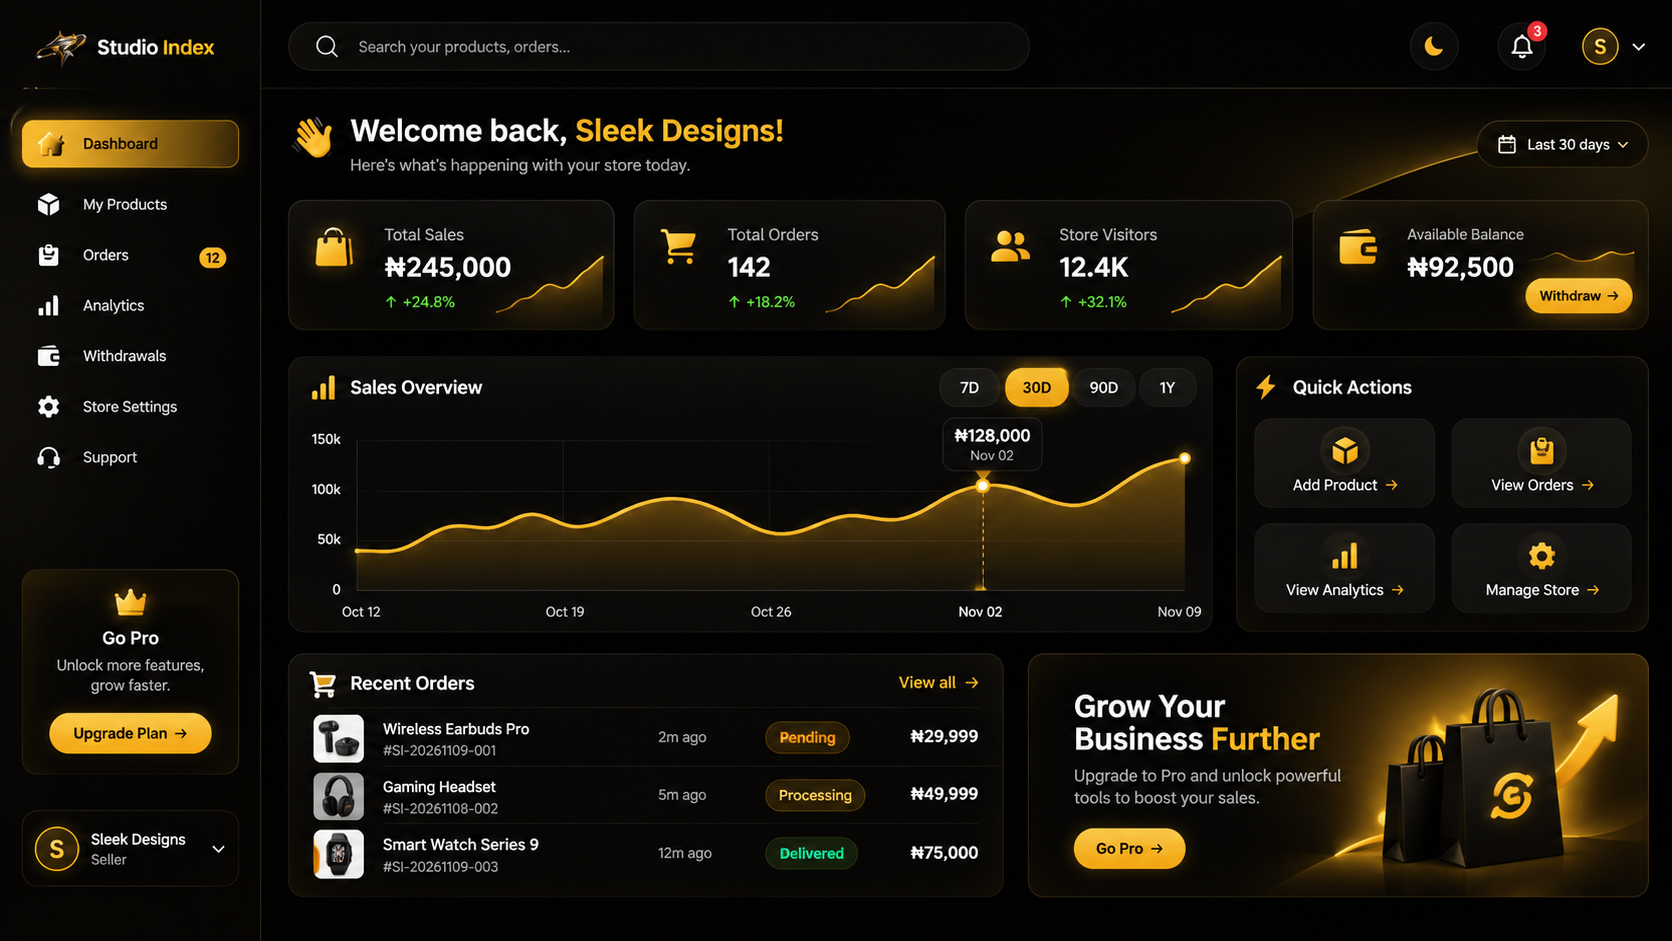 Studio Index
Search your products, orders...
3
S
Dashboard
My Products
Orders
12
Analytics
Withdrawals
Store Settings
Support
Go Pro
Unlock more features,
grow faster.
Upgrade Plan →
S
Sleek Designs
Seller
Welcome back, Sleek Designs!
Here's what's happening with your store today.
Last 30 days
Total Sales
₦245,000
↑ +24.8%
Total Orders
142
↑ +18.2%
Store Visitors
12.4K
↑ +32.1%
Available Balance
₦92,500
Withdraw →
Sales Overview
7D
30D
90D
1Y
₦128,000
Nov 02
150k
100k
50k
0
Oct 12
Oct 19
Oct 26
Nov 02
Nov 09
Quick Actions
Add Product →
View Orders →
View Analytics →
Manage Store →
Recent Orders
View all →
Wireless Earbuds Pro
#SI-20261109-001
2m ago
Pending
₦29,999
Gaming Headset
#SI-20261108-002
5m ago
Processing
₦49,999
Smart Watch Series 9
#SI-20261109-003
12m ago
Delivered
₦75,000
Grow Your
Business Further
Upgrade to Pro and unlock powerful
tools to boost your sales.
Go Pro →